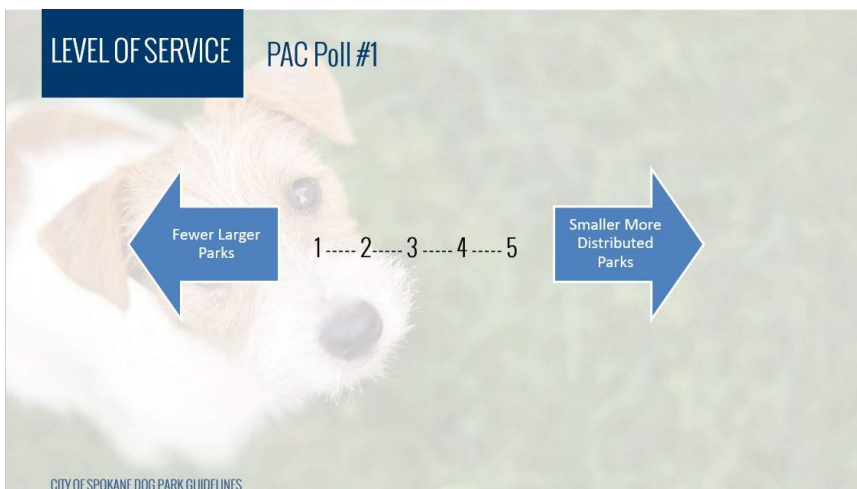 LEVEL OF SERVICE
PAC Poll #1
Fewer Larger
Parks
1 ----- 2----- 3 ----- 4 ----- 5
Smaller More
Distributed
Parks
CITY OF SPOKANE DOG PARK GUIDELINES